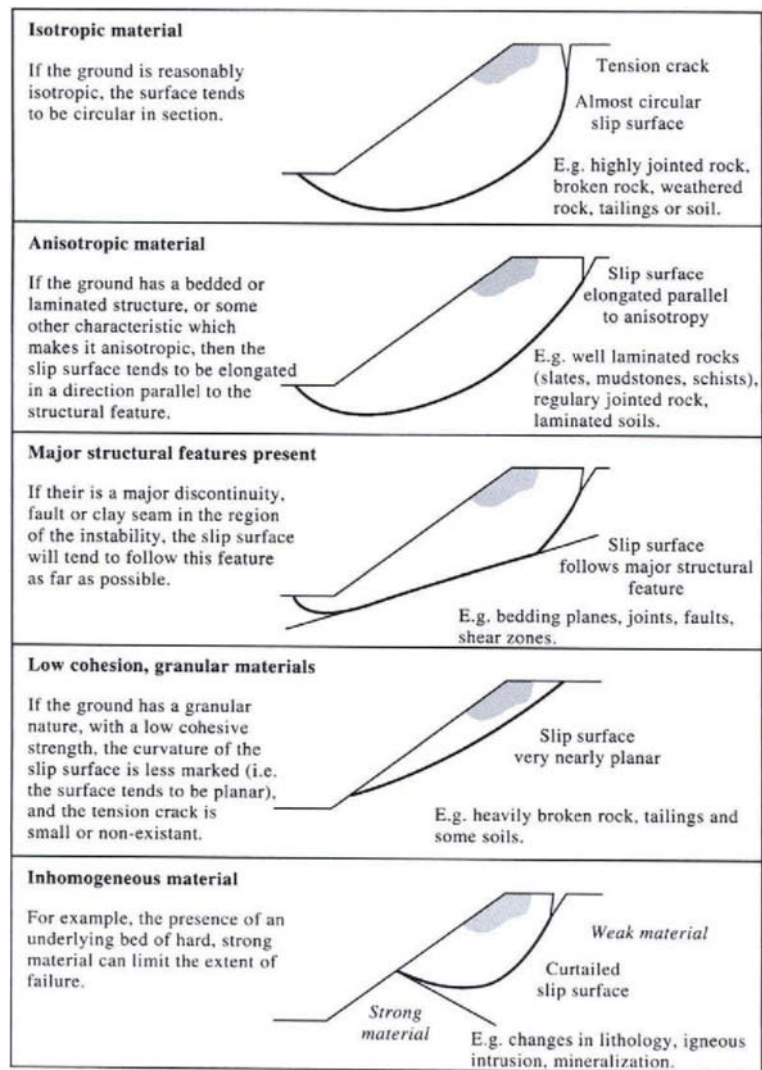 Isotropic material
If the ground is reasonably
isotropic, the surface tends
to be circular in section.
Tension crack
Almost circular
slip surface
E.g. highly jointed rock,
broken rock, weathered
rock, tailings or soil.
Anisotropic material
If the ground has a bedded or
laminated structure, or some
other characteristic which
makes it anisotropic, then the
slip surface tends to be elongated
in a direction parallel to the
structural feature.
Slip surface
elongated parallel
to anisotropy
E.g. well laminated rocks
(slates, mudstones, schists),
regulary jointed rock,
laminated soils.
Major structural features present
If their is a major discontinuity,
fault or clay seam in the region
of the instability, the slip surface
will tend to follow this feature
as far as possible.
Slip surface
follows major structural
feature
E.g. bedding planes, joints, faults,
shear zones.
Low cohesion, granular materials
If the ground has a granular
nature, with a low cohesive
strength, the curvature of the
slip surface is less marked (i.e.
the surface tends to be planar),
and the tension crack is
small or non-existant.
Slip surface
very nearly planar
E.g. heavily broken rock, tailings and
some soils.
Inhomogeneous material
For example, the presence of an
underlying bed of hard, strong
material can limit the extent of
failure.
Weak material
Curtailed
slip surface
Strong
material
E.g. changes in lithology, igneous
intrusion, mineralization.